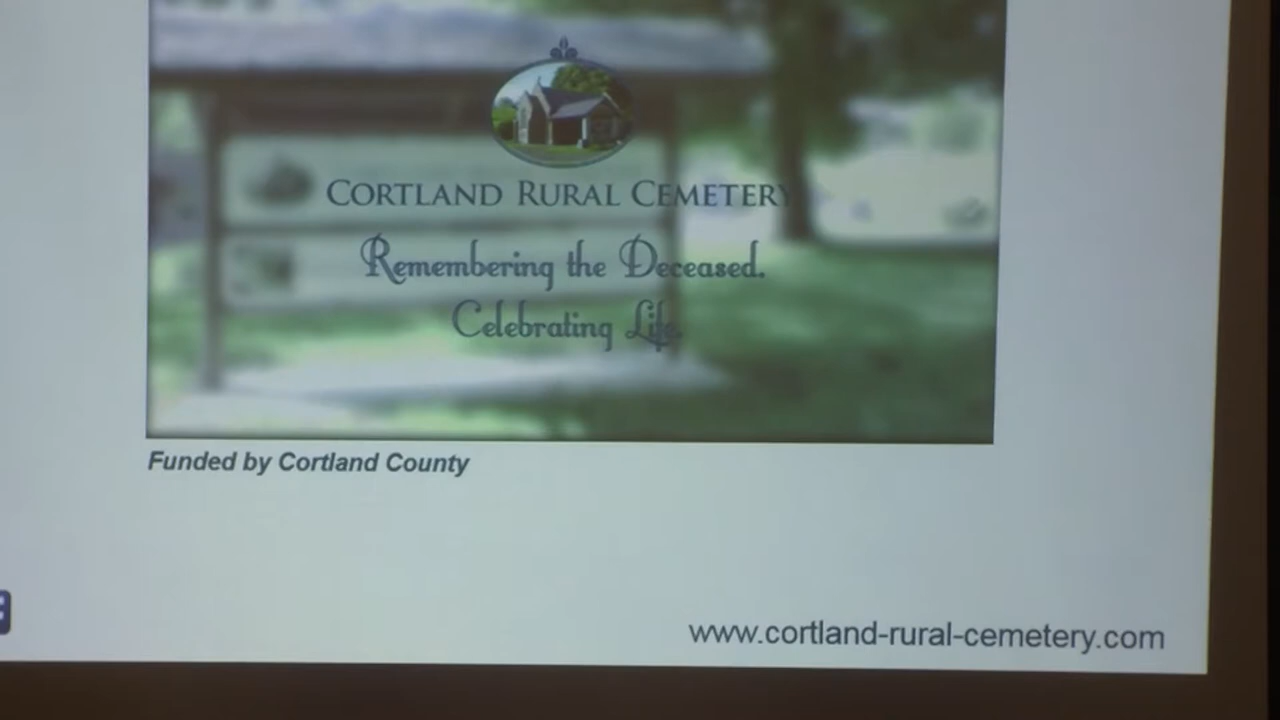 CORTLAND RURAL CEMETERY
Remembering the Deceased.
Celebrating Life.
Funded by Cortland County
www.cortland-rural-cemetery.com